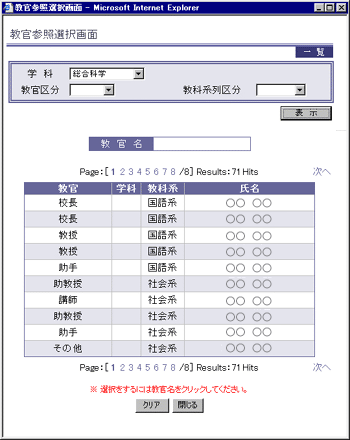 教官参照選択画面 - Microsoft Internet Explorer
教官参照選択画面
一覧
学 科 総合科学
教官区分 教科系列区分
表 示
教 官 名
Page:[ 1 2 3 4 5 6 7 8 /8] Results:71 Hits 次へ
教官 学科 教科系 氏名
校長 国語系 ○○ ○○
校長 国語系 ○○ ○○
教授 国語系 ○○ ○○
教授 国語系 ○○ ○○
助手 国語系 ○○ ○○
助教授 社会系 ○○ ○○
講師 社会系 ○○ ○○
助教授 社会系 ○○ ○○
助手 社会系 ○○ ○○
その他 社会系 ○○ ○○
Page:[ 1 2 3 4 5 6 7 8 /8] Results:71 Hits 次へ
※ 選択をするには教官名をクリックしてください。
クリア 閉じる